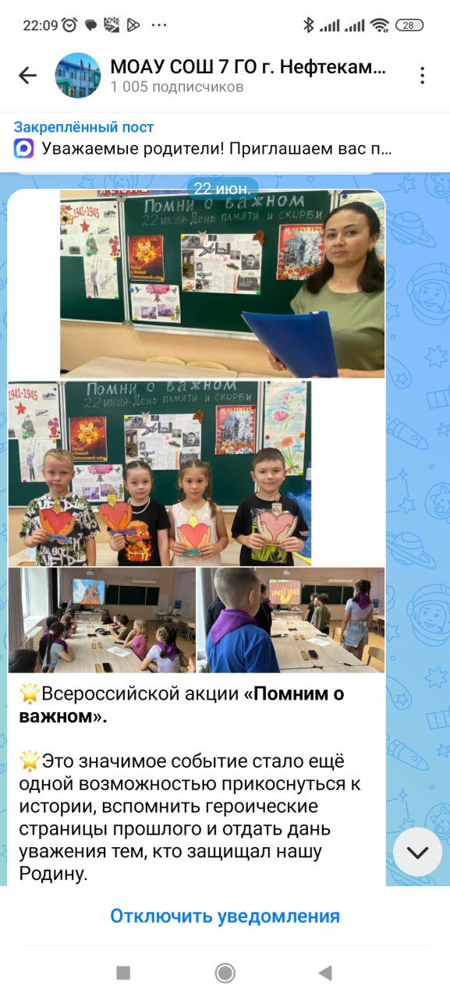 22:09
28
МОАУ СОШ 7 ГО г. Нефтекам...
1 005 подписчиков
Закреплённый пост
Уважаемые родители! Приглашаем вас п...
22 июн.
1941-1945
Помни о важном
22 июня-День памяти и скорби
1941-1945
Помни о важном
22 июня-День памяти и скорби
1941 1945
🌟Всероссийской акции «Помним о
важном».
🌟Это значимое событие стало ещё
одной возможностью прикоснуться к
истории, вспомнить героические
страницы прошлого и отдать дань
уважения тем, кто защищал нашу
Родину.
Отключить уведомления